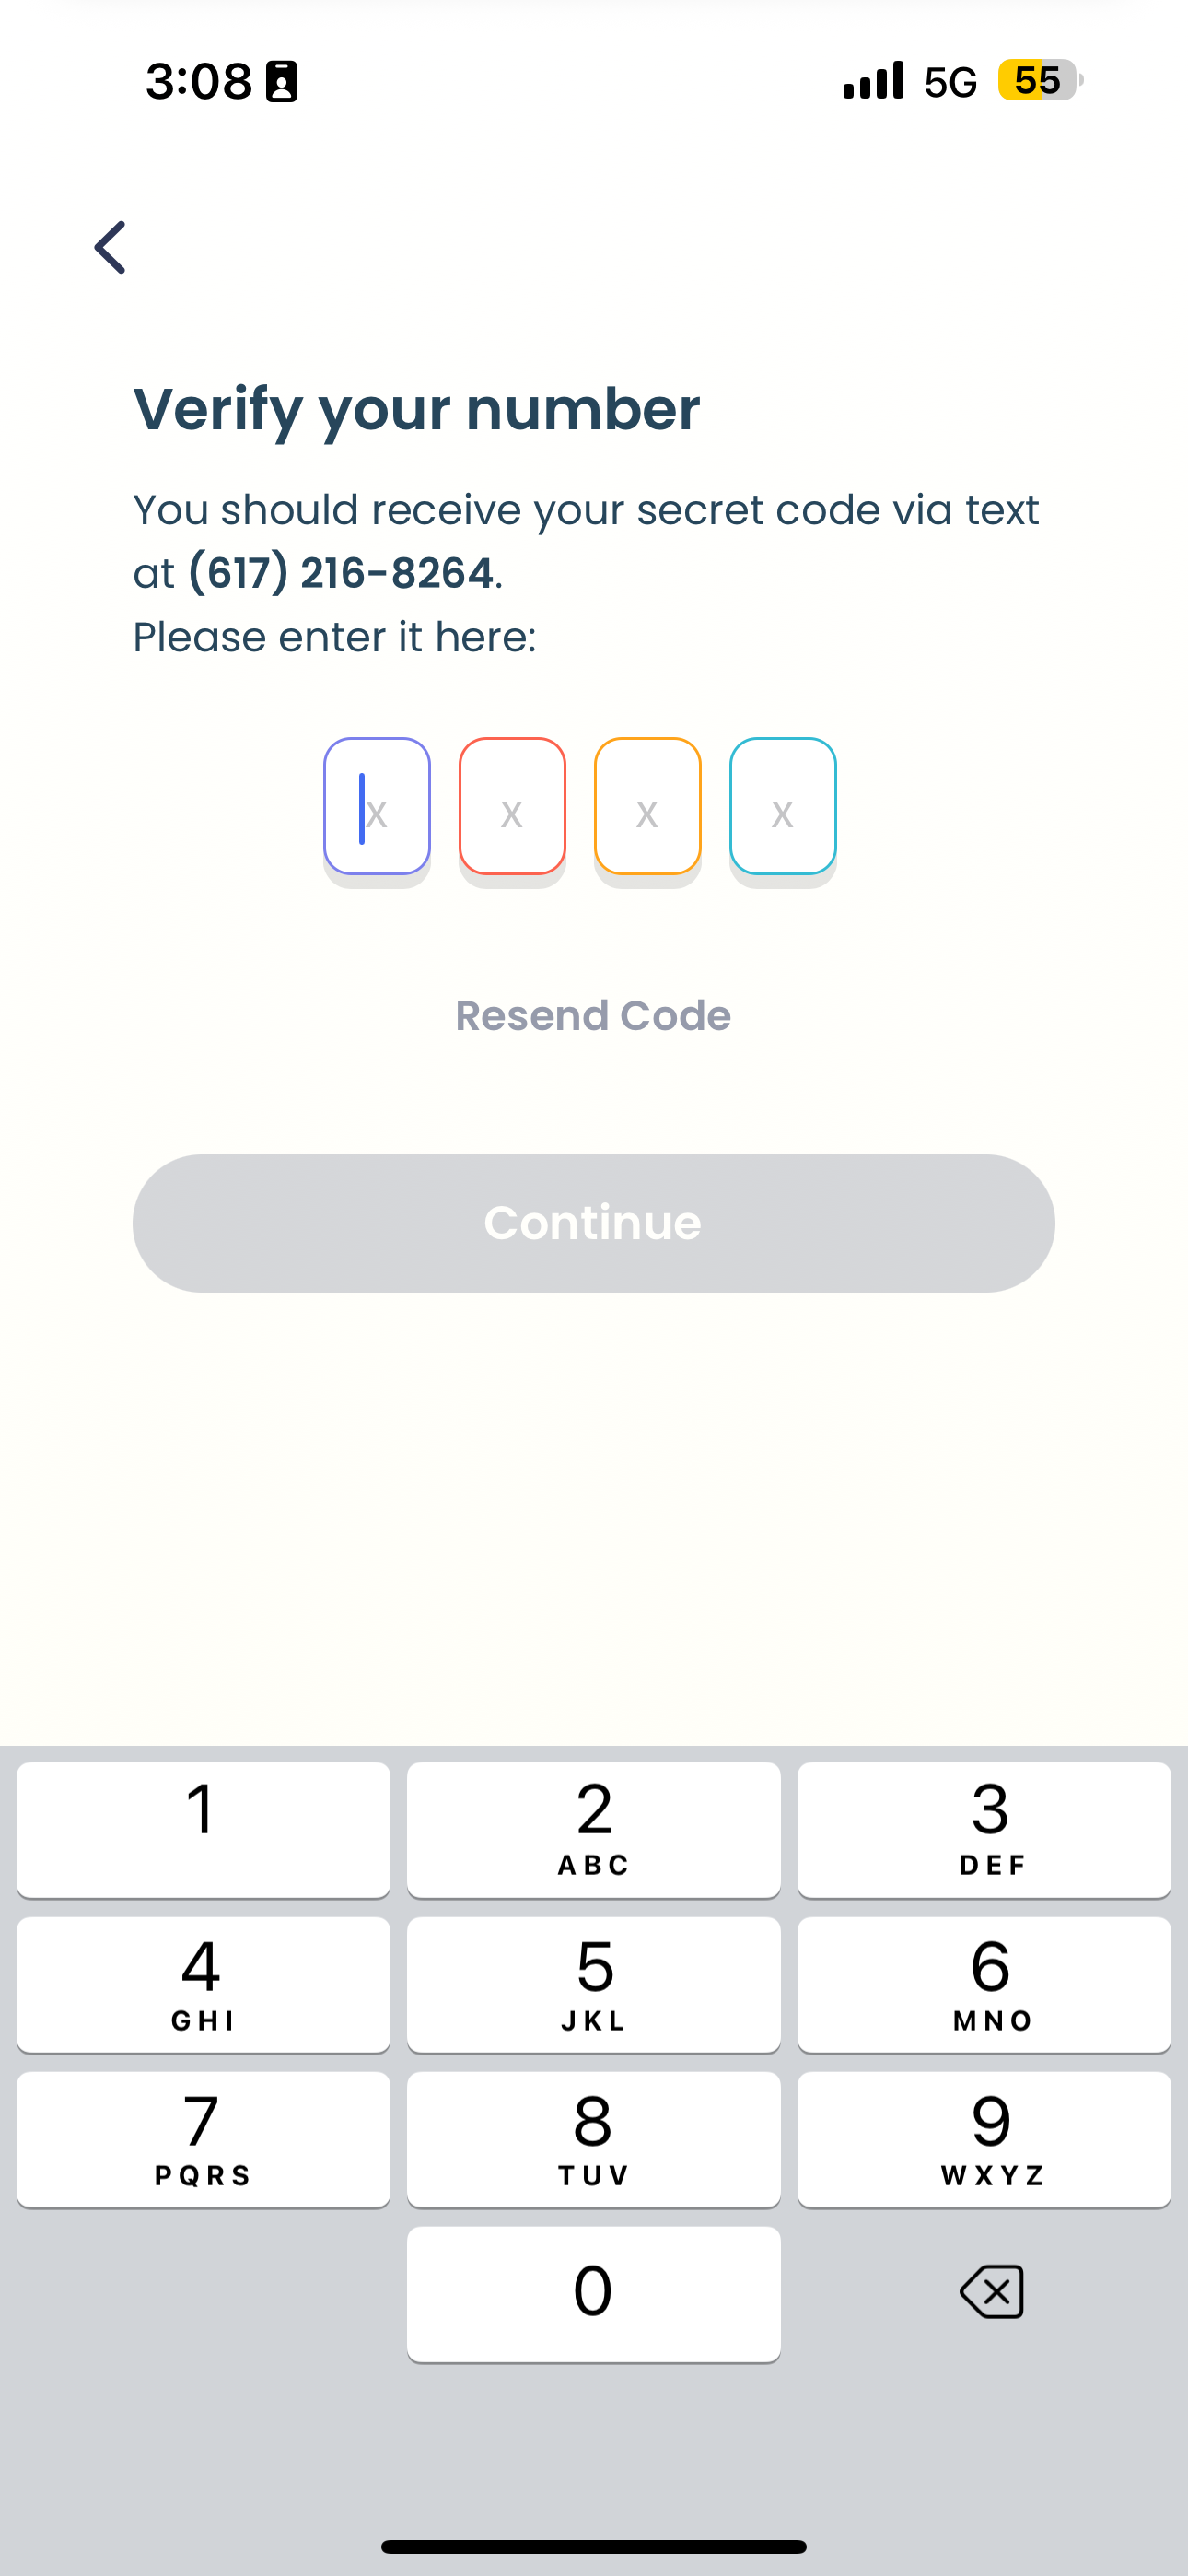 3:08
5G 55
Verify your number
You should receive your secret code via text
at (617) 216-8264.
Please enter it here:
x x x x
Resend Code
Continue
1 2 3
ABC DEF
4 5 6
GHI JKL MNO
7 8 9
PQRS TUV WXYZ
0